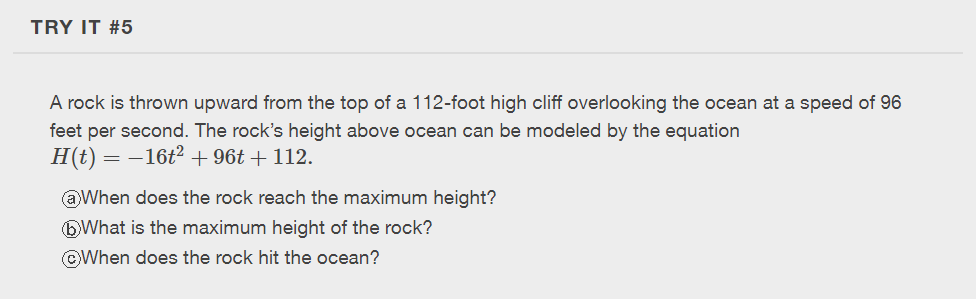 TRY IT #5
A rock is thrown upward from the top of a 112-foot high cliff overlooking the ocean at a speed of 96
feet per second. The rock’s height above ocean can be modeled by the equation
H(t) = −16t² + 96t + 112.
ⓐWhen does the rock reach the maximum height?
ⓑWhat is the maximum height of the rock?
ⓒWhen does the rock hit the ocean?